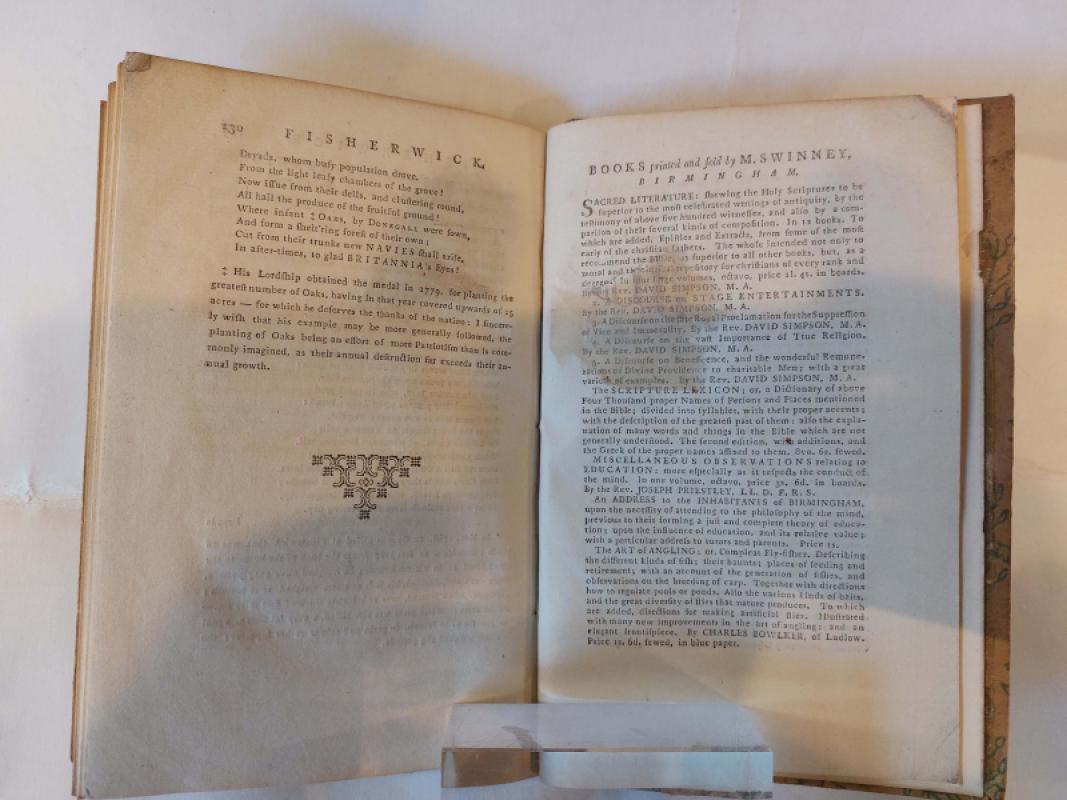 230 FISHERWICK.
Dryads, whom busy population drove,
From the light leafy chambers of the grove!
Now issue from their dells, and clustering round,
All hail the produce of the fruitful ground!
Where infant ‡ OAKS, by DONEGALL were sown,
And form a shelt'ring forest of their own;
Cut from their trunks new NAVIES shall arise,
In after-times, to glad BRITANNIA's Eyes!
‡ His Lordship obtained the medal in 1779, for planting the
greatest number of Oaks, having in that year covered upwards of 25
acres — for which he deserves the thanks of the nation: I sincere-
ly wish that his example may be more generally followed, the
planting of Oaks being an effort of more Patriotism than is com-
monly imagined, as their annual destruction far exceeds their an-
nual growth.
BOOKS printed and sold by M. SWINNEY,
BIRMINGHAM.
SACRED LITERATURE: shewing the Holy Scriptures to be
superior to the most celebrated writings of antiquity, by the
testimony of above five hundred witnesses, and also by a com-
parison of their several kinds of composition. In 12 books. To
which are added, Epistles and Extracts, from some of the most
early of the christian fathers. The whole intended not only to
recommend the Bible, as superior to all other books, but, as a
moral and theological repository for christians of every rank and
degree. In four large volumes, octavo, price 1l. 4s. in boards.
By the Rev. DAVID SIMPSON, M. A.
2. A DISCOURSE on STAGE ENTERTAINMENTS.
By the Rev. DAVID SIMPSON, M. A.
3. A Discourse on the late Royal Proclamation for the Suppression
of Vice and Immorality. By the Rev. DAVID SIMPSON, M. A.
4. A Discourse on the vast Importance of True Religion.
By the Rev. DAVID SIMPSON, M. A.
5. A Discourse on Beneficence, and the wonderful Remune-
rations of Divine Providence to charitable Men; with a great
variety of examples. By the Rev. DAVID SIMPSON, M. A.
The SCRIPTURE LEXICON; or, a Dictionary of above
Four Thousand proper Names of Persons and Places mentioned
in the Bible; divided into syllables, with their proper accents;
with the description of the greatest part of them: also the expla-
nation of many words and things in the Bible which are not
generally understood. The second edition, with additions, and
the Greek of the proper names affixed to them. 8vo. 6s. sewed.
MISCELLANEOUS OBSERVATIONS relating to
EDUCATION: more especially as it respects the conduct of
the mind. In one volume, octavo, price 3s. 6d. in boards.
By the Rev. JOSEPH PRIESTLEY, LL. D. F. R. S.
An ADDRESS to the INHABITANTS of BIRMINGHAM,
upon the necessity of attending to the philosophy of the mind,
previous to their forming a just and complete theory of educa-
tion; upon the influence of education, and its relative value;
with a particular address to tutors and parents. Price 1s.
The ART of ANGLING: or, Compleat Fly-fisher. Describing
the different kinds of fish; their haunts; places of feeding and
retirement; with an account of the generation of fishes, and
observations on the breeding of carp. Together with directions
how to regulate pools or ponds. Also the various kinds of baits,
and the great diversity of flies that nature produces. To which
are added, directions for making artificial flies. Illustrated
with many new improvements in the art of angling: and an
elegant frontispiece. By CHARLES BOWLKER, of Ludlow.
Price 1s. 6d. sewed, in blue paper.